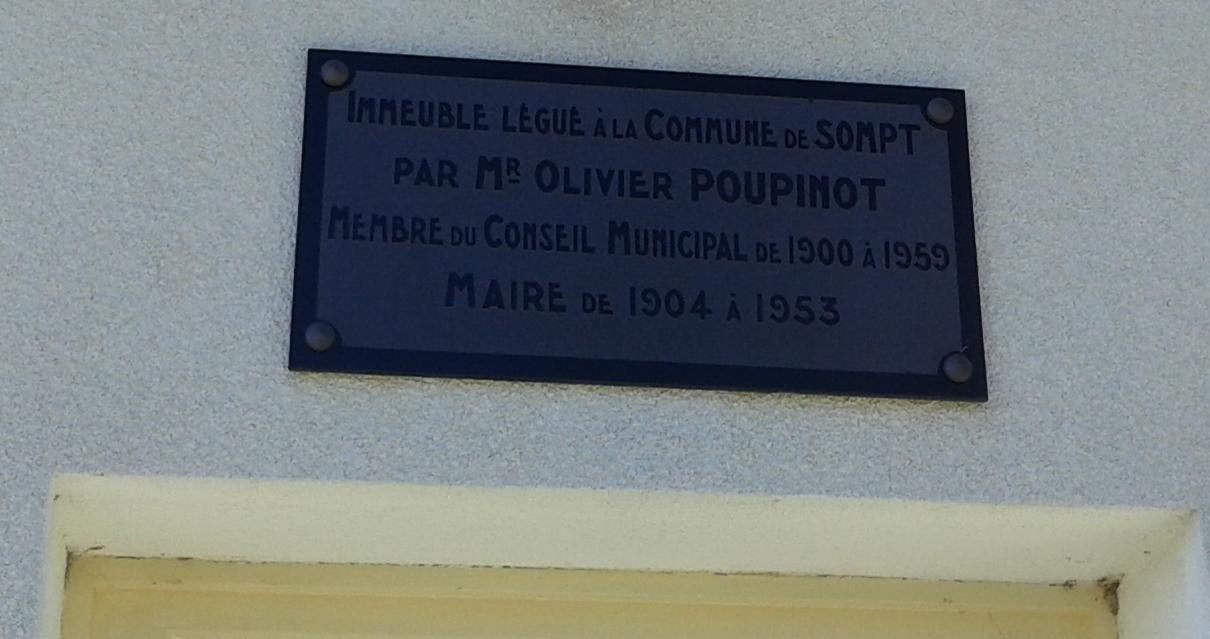 IMMEUBLE LÉGUÉ À LA COMMUNE DE SOMPT
PAR MR OLIVIER POUPINOT
MEMBRE DU CONSEIL MUNICIPAL DE 1900 À 1959
MAIRE DE 1904 À 1953